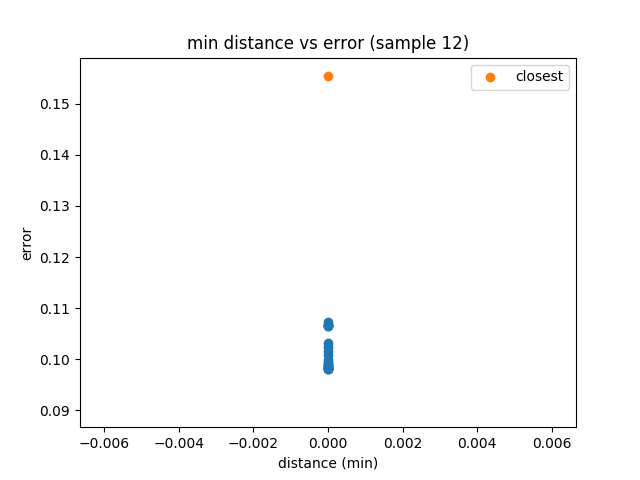 min distance vs error (sample 12)
closest
0.15
0.14
0.13
0.12
0.11
0.10
0.09
error
−0.006 −0.004 −0.002 0.000 0.002 0.004 0.006
distance (min)